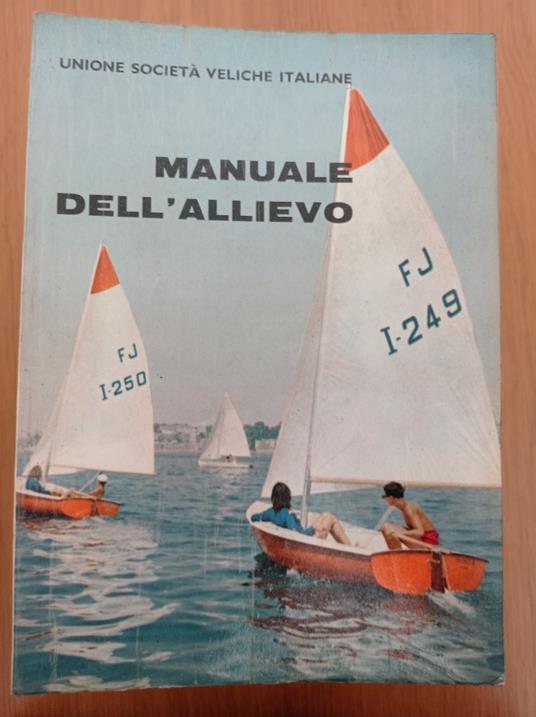 UNIONE SOCIETÀ VELICHE ITALIANE
MANUALE
DELL'ALLIEVO
FJ
I-249
FJ
I-250